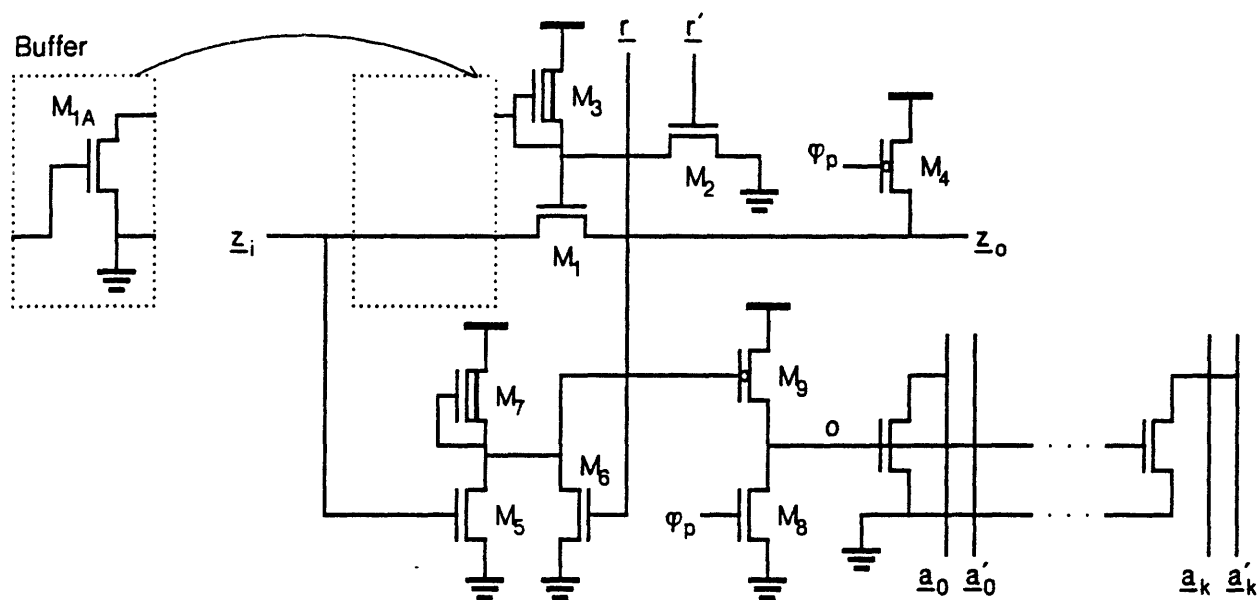 Buffer
M1A
M3
r
r′
M2
φp
M4
zi
M1
zo
M7
M9
o
M6
M5
φp
M8
a0
a′0
ak
a′k